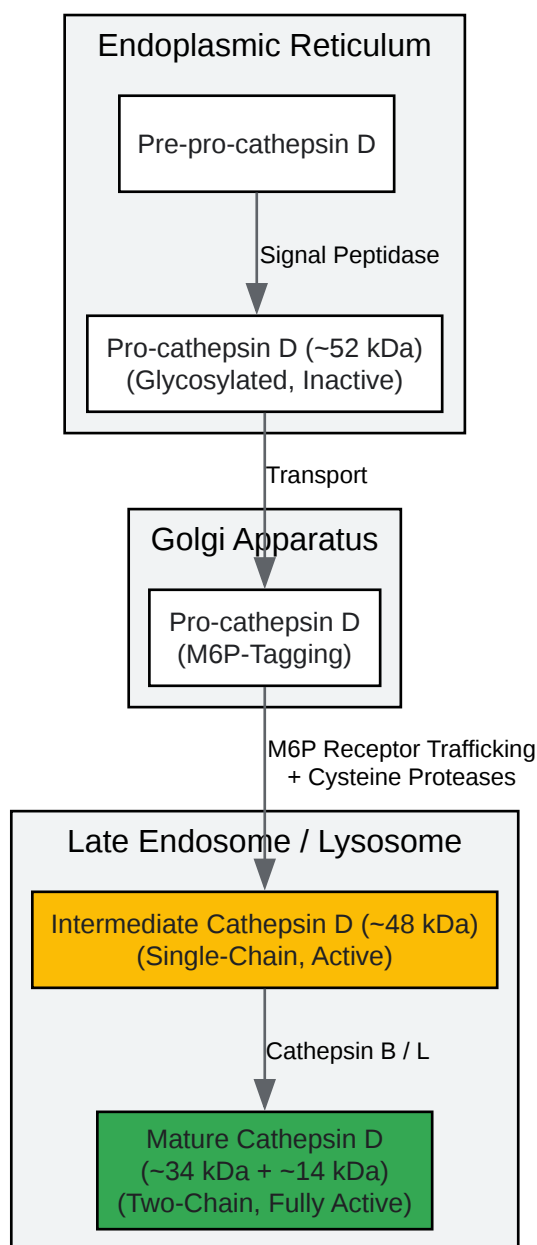 Endoplasmic Reticulum
Pre-pro-cathepsin D
Signal Peptidase
Pro-cathepsin D (~52 kDa)
(Glycosylated, Inactive)
Transport
Golgi Apparatus
Pro-cathepsin D
(M6P-Tagging)
M6P Receptor Trafficking
+ Cysteine Proteases
Late Endosome / Lysosome
Intermediate Cathepsin D (~48 kDa)
(Single-Chain, Active)
Cathepsin B / L
Mature Cathepsin D
(~34 kDa + ~14 kDa)
(Two-Chain, Fully Active)